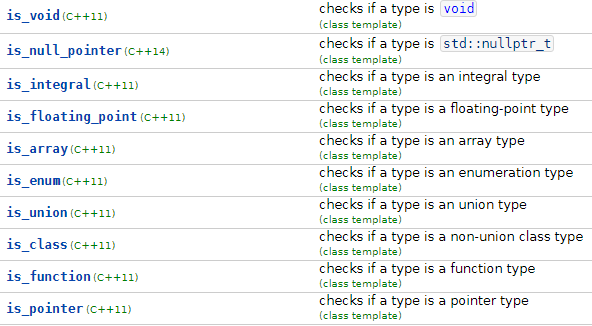 is_void(C++11) checks if a type is void
(class template)
is_null_pointer(C++14) checks if a type is std::nullptr_t
(class template)
is_integral(C++11) checks if a type is an integral type
(class template)
is_floating_point(C++11) checks if a type is a floating-point type
(class template)
is_array(C++11) checks if a type is an array type
(class template)
is_enum(C++11) checks if a type is an enumeration type
(class template)
is_union(C++11) checks if a type is an union type
(class template)
is_class(C++11) checks if a type is a non-union class type
(class template)
is_function(C++11) checks if a type is a function type
(class template)
is_pointer(C++11) checks if a type is a pointer type
(class template)